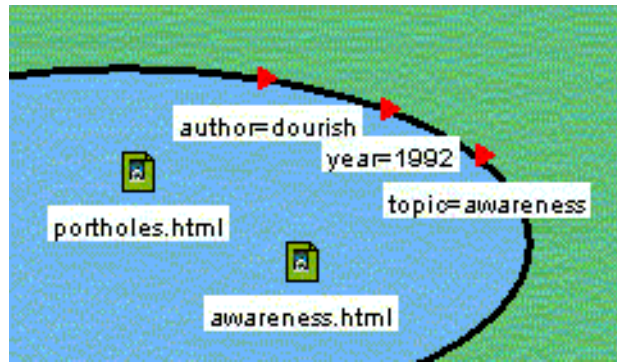 author=dourish
year=1992
topic=awareness
portholes.html
awareness.html